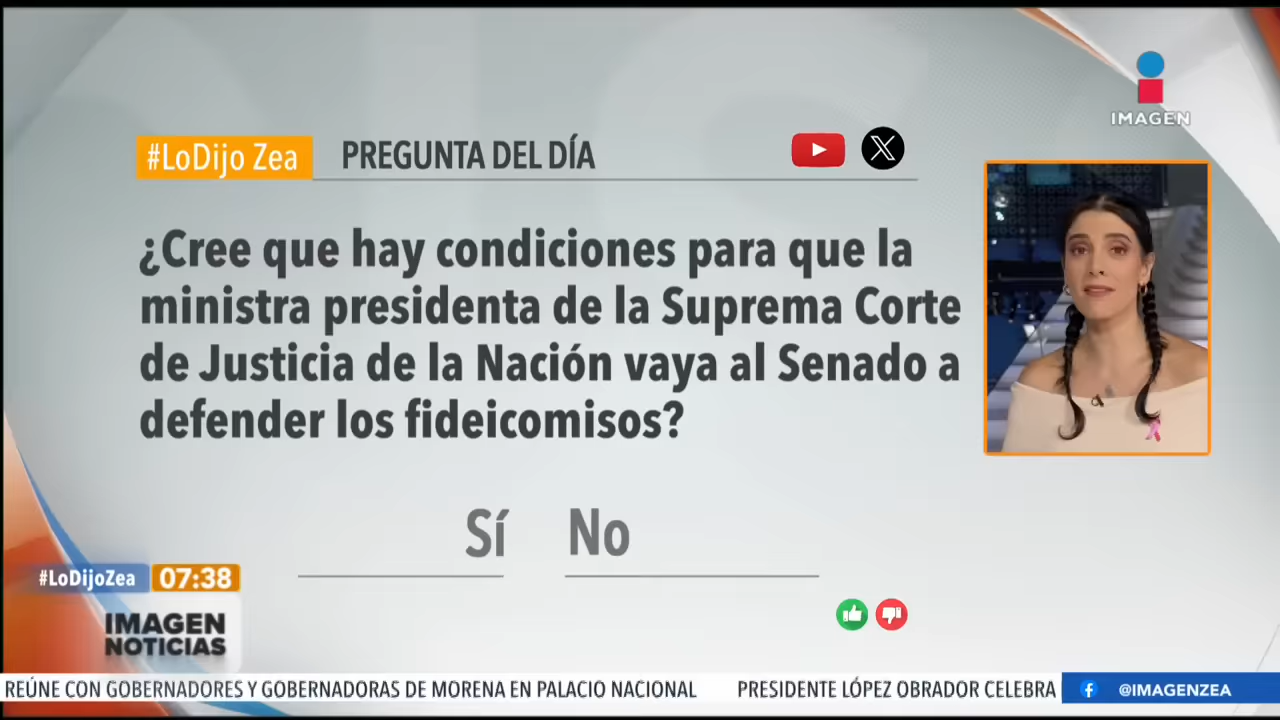 IMAGEN
#LoDijo Zea
PREGUNTA DEL DÍA
¿Cree que hay condiciones para que la
ministra presidenta de la Suprema Corte
de Justicia de la Nación vaya al Senado a
defender los fideicomisos?
Sí
No
#LoDijoZea
07:38
IMAGEN
NOTICIAS
REÚNE CON GOBERNADORES Y GOBERNADORAS DE MORENA EN PALACIO NACIONAL
PRESIDENTE LÓPEZ OBRADOR CELEBRA
@IMAGENZEA